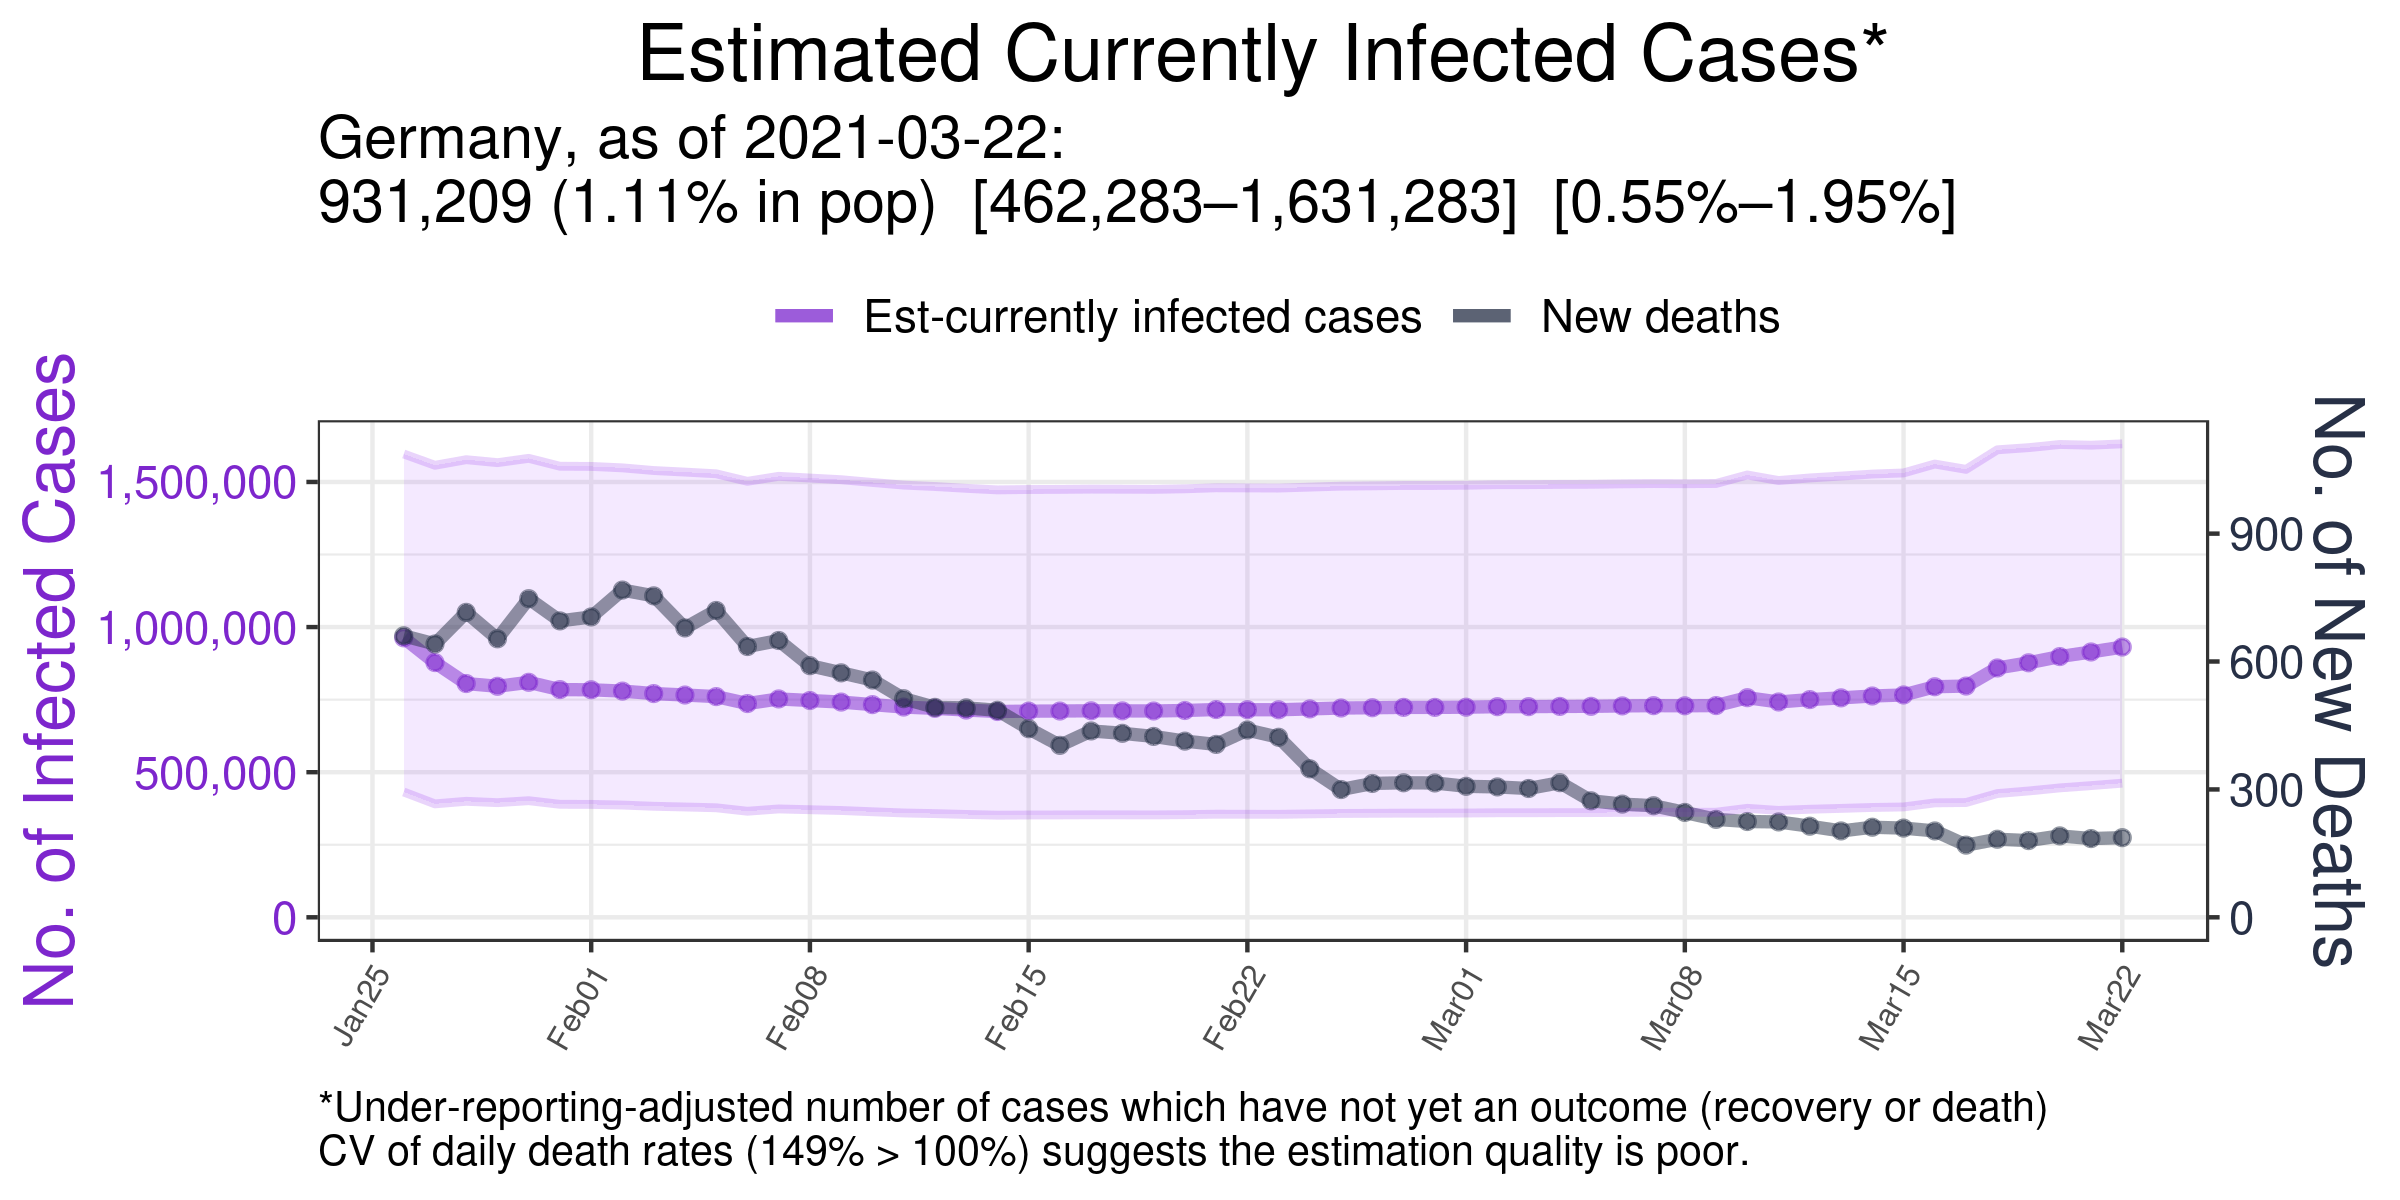 Estimated Currently Infected Cases*
Germany, as of 2021-03-22:
931,209 (1.11% in pop)  [462,283–1,631,283]  [0.55%–1.95%]
Est-currently infected cases
New deaths
No. of Infected Cases
1,500,000
1,000,000
500,000
0
No. of New Deaths
900
600
300
0
Jan25
Feb01
Feb08
Feb15
Feb22
Mar01
Mar08
Mar15
Mar22
*Under-reporting-adjusted number of cases which have not yet an outcome (recovery or death)
CV of daily death rates (149% > 100%) suggests the estimation quality is poor.